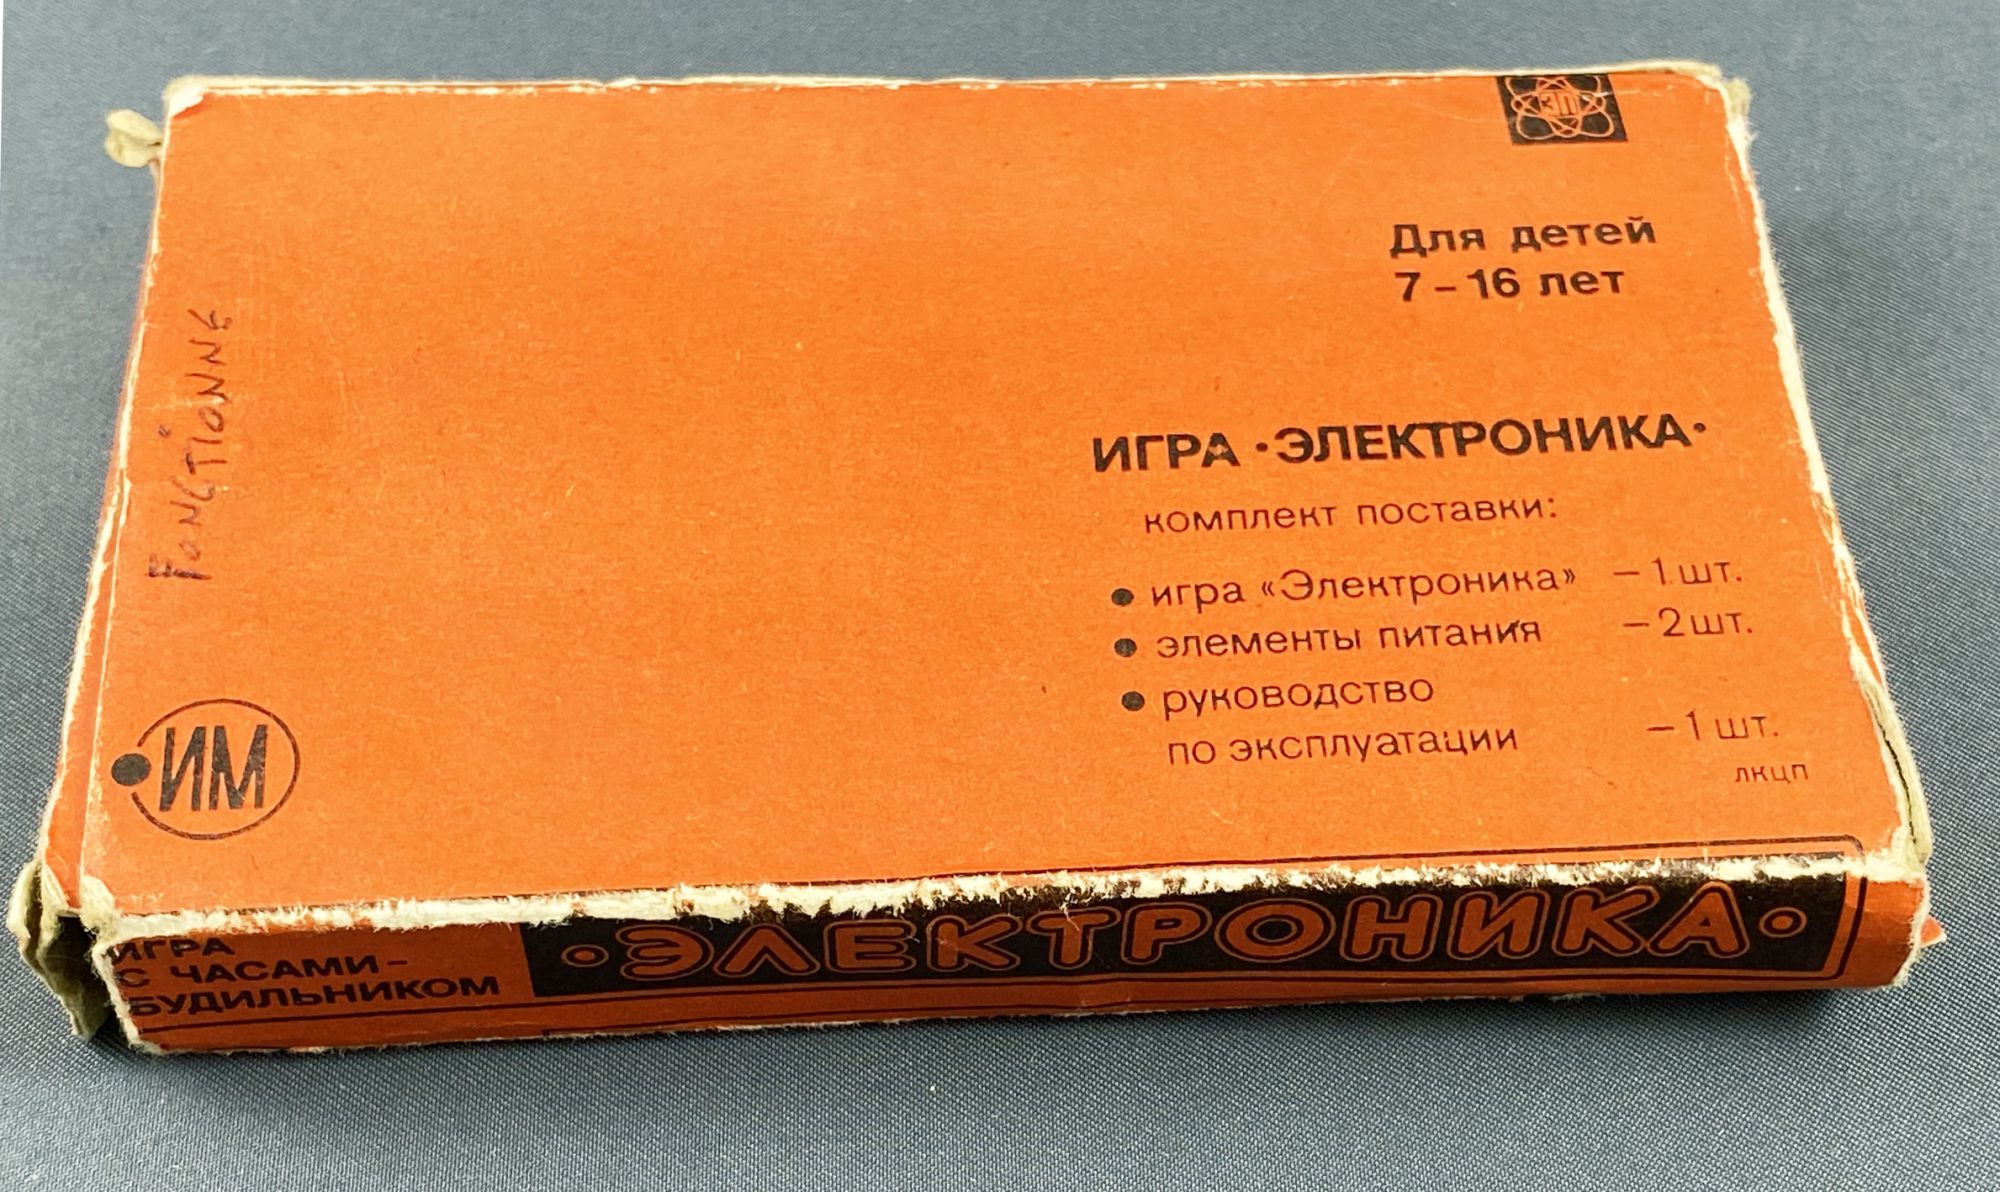 ЭП
Для детей
7 – 16 лет
Fonctionne
ИГРА ·ЭЛЕКТРОНИКА·
комплект поставки:
• игра «Электроника» – 1 шт.
• элементы питания – 2 шт.
• руководство
по эксплуатации – 1 шт.
лкцп
·ИМ
ИГРА
С ЧАСАМИ-
БУДИЛЬНИКОМ
·ЭЛЕКТРОНИКА·